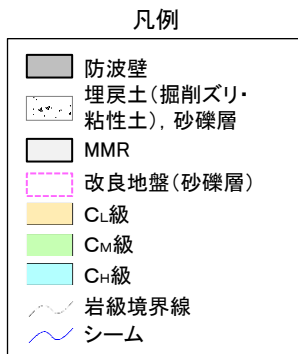 凡例
防波壁
埋戻土(掘削ズリ・
粘性土),砂礫層
MMR
改良地盤(砂礫層)
CL級
CM級
CH級
岩級境界線
シーム